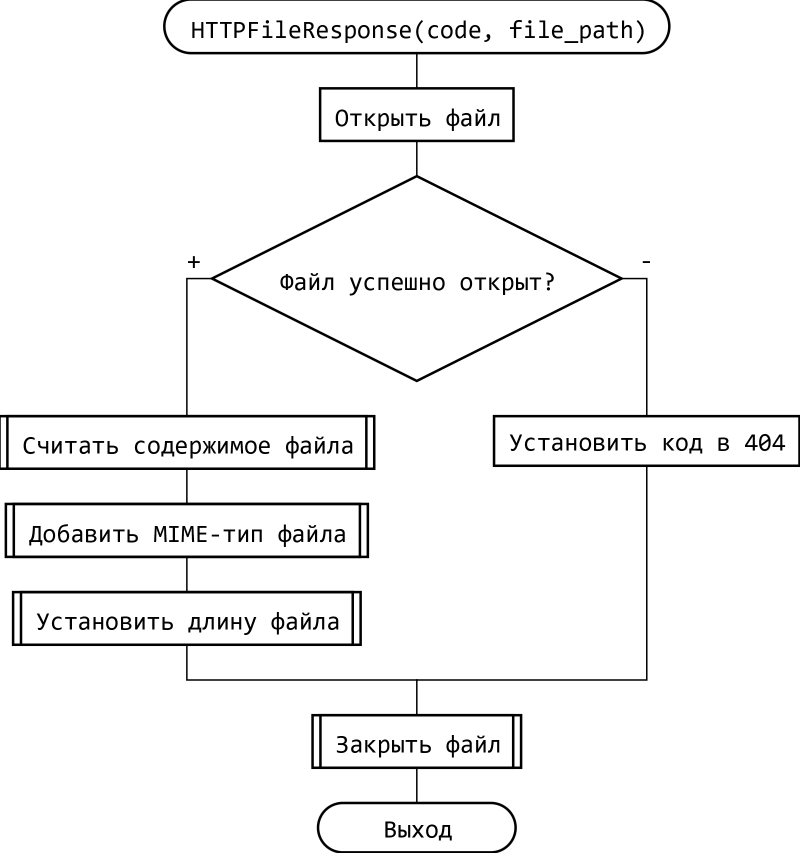 HTTPFileResponse(code, file_path)
Открыть файл
+
-
Файл успешно открыт?
Считать содержимое файла
Установить код в 404
Добавить MIME-тип файла
Установить длину файла
Закрыть файл
Выход